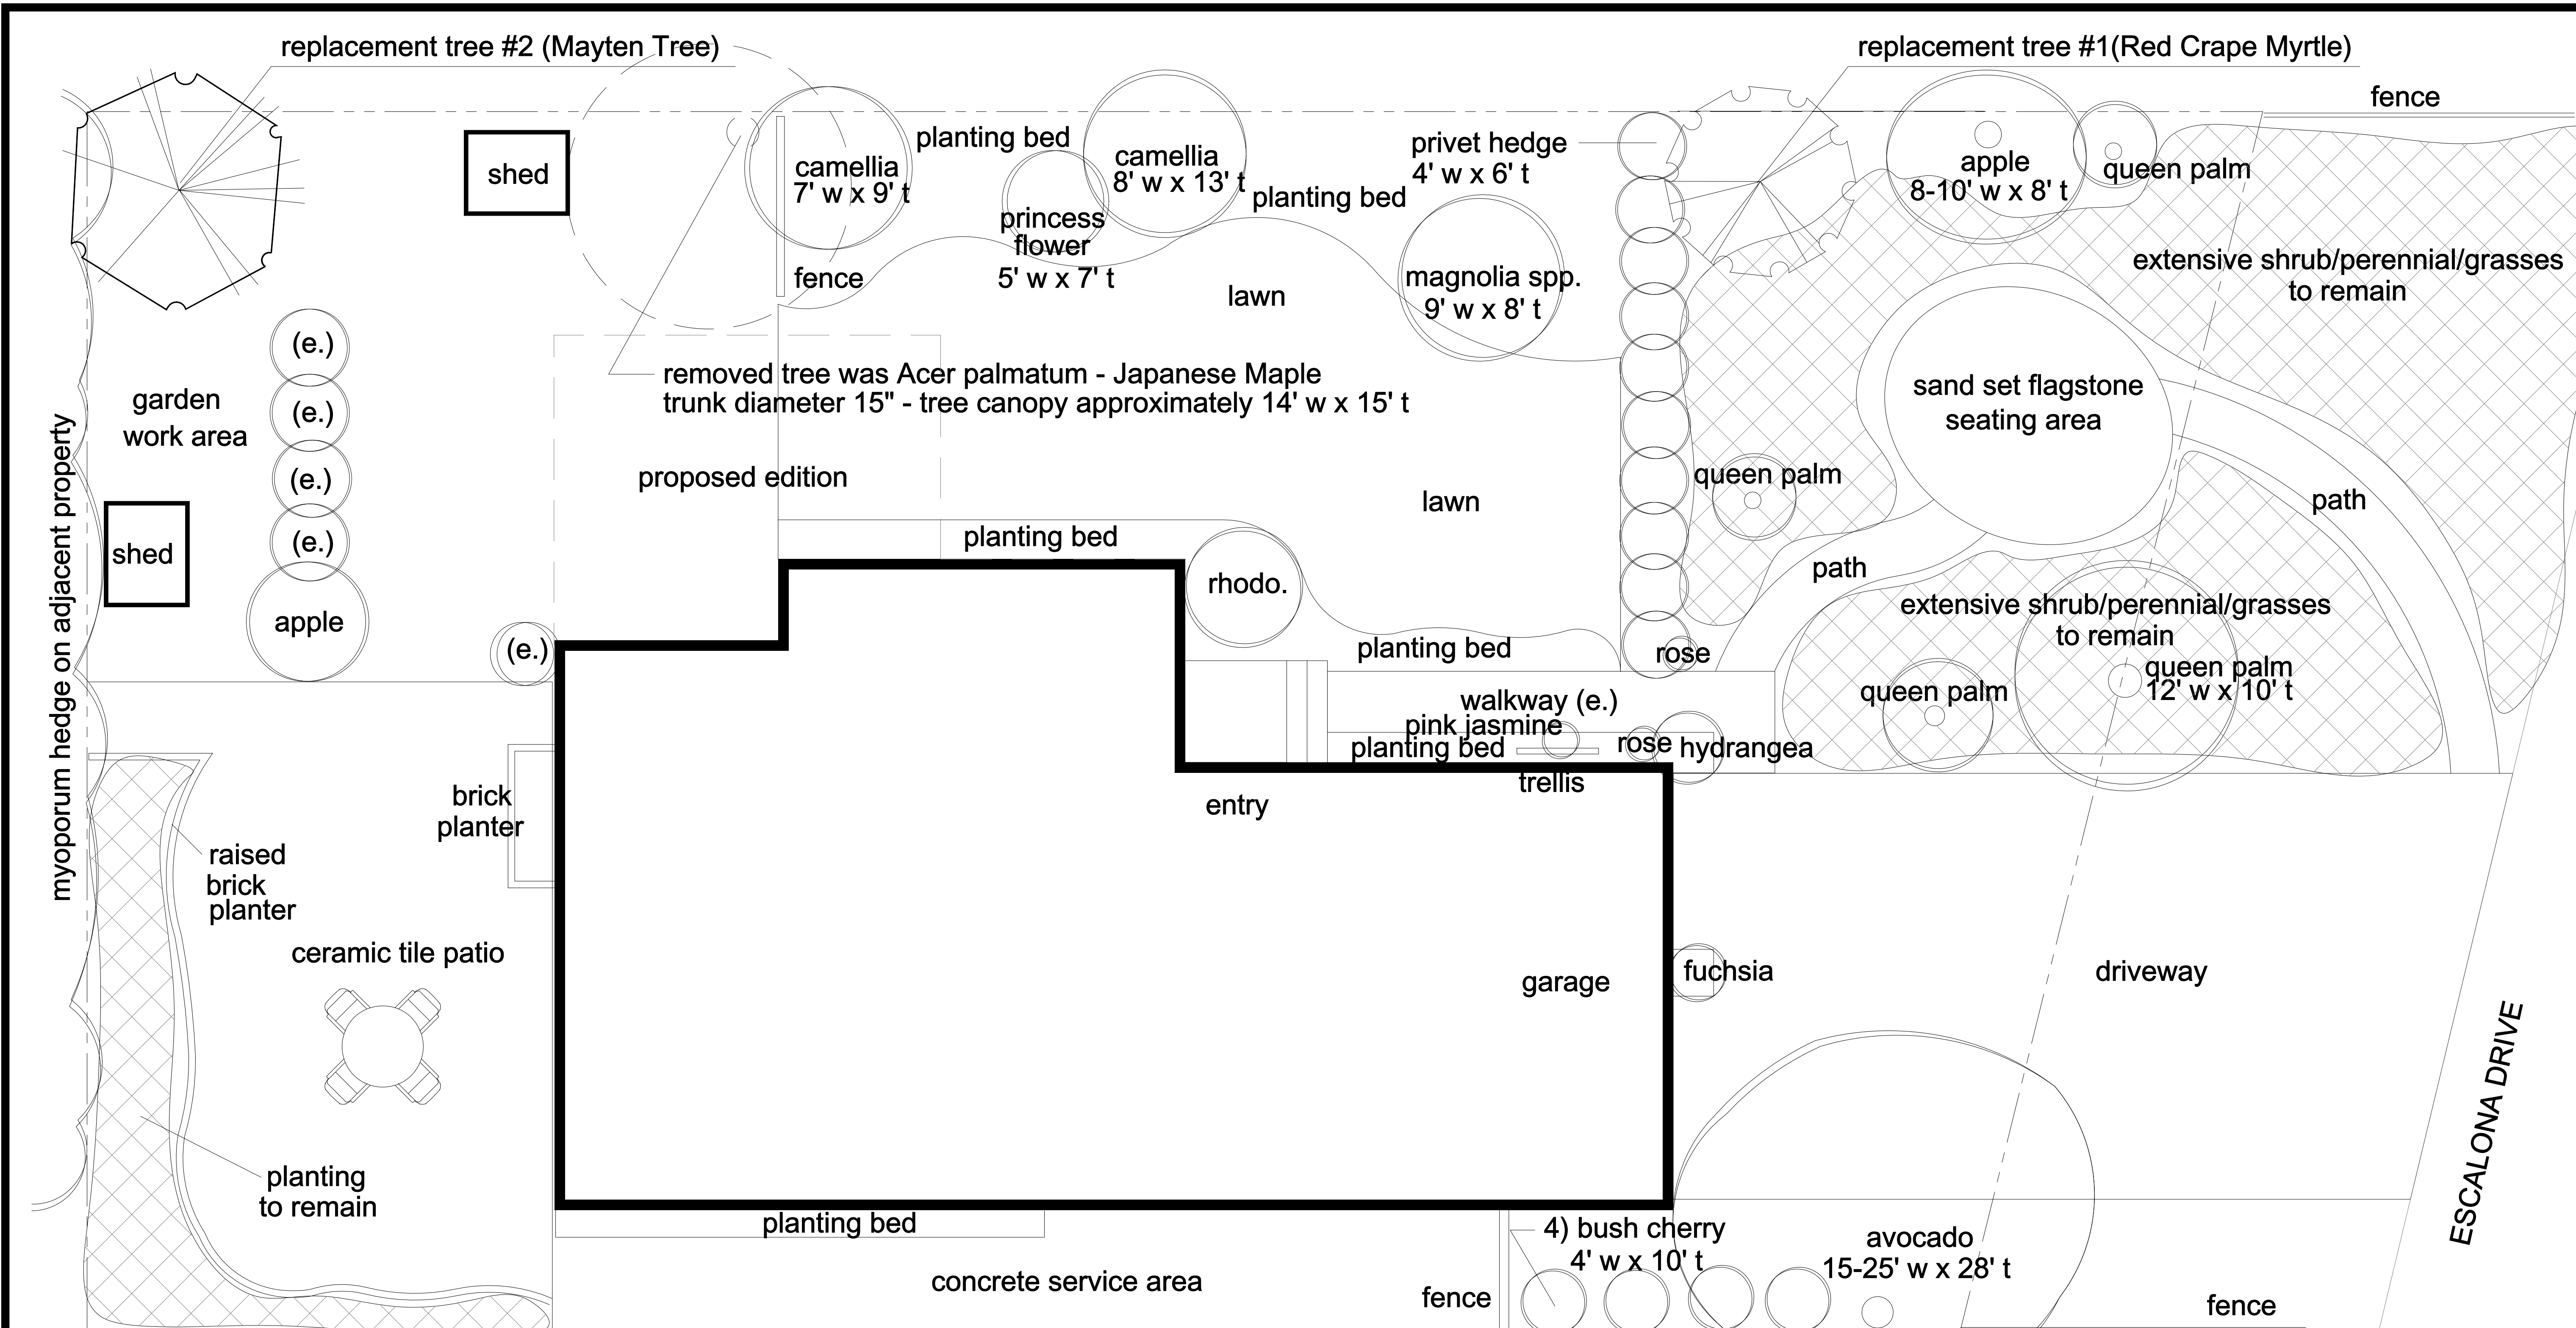 replacement tree #2 (Mayten Tree)
replacement tree #1(Red Crape Myrtle)
fence
shed
camellia
7' w x 9' t
planting bed
camellia
8' w x 13' t
princess
flower
5' w x 7' t
planting bed
privet hedge
4' w x 6' t
apple
8-10' w x 8' t
queen palm
fence
lawn
magnolia spp.
9' w x 8' t
extensive shrub/perennial/grasses
to remain
(e.)
(e.)
(e.)
(e.)
garden
work area
removed tree was Acer palmatum - Japanese Maple
trunk diameter 15" - tree canopy approximately 14' w x 15' t
sand set flagstone
seating area
proposed edition
lawn
queen palm
path
myoporum hedge on adjacent property
shed
planting bed
rhodo.
path
apple
(e.)
planting bed
rose
extensive shrub/perennial/grasses
to remain
queen palm
12' w x 10' t
queen palm
walkway (e.)
pink jasmine
planting bed
rose
hydrangea
trellis
entry
brick
planter
raised
brick
planter
ceramic tile patio
garage
fuchsia
driveway
ESCALONA DRIVE
planting
to remain
planting bed
concrete service area
fence
4) bush cherry
4' w x 10' t
avocado
15-25' w x 28' t
fence